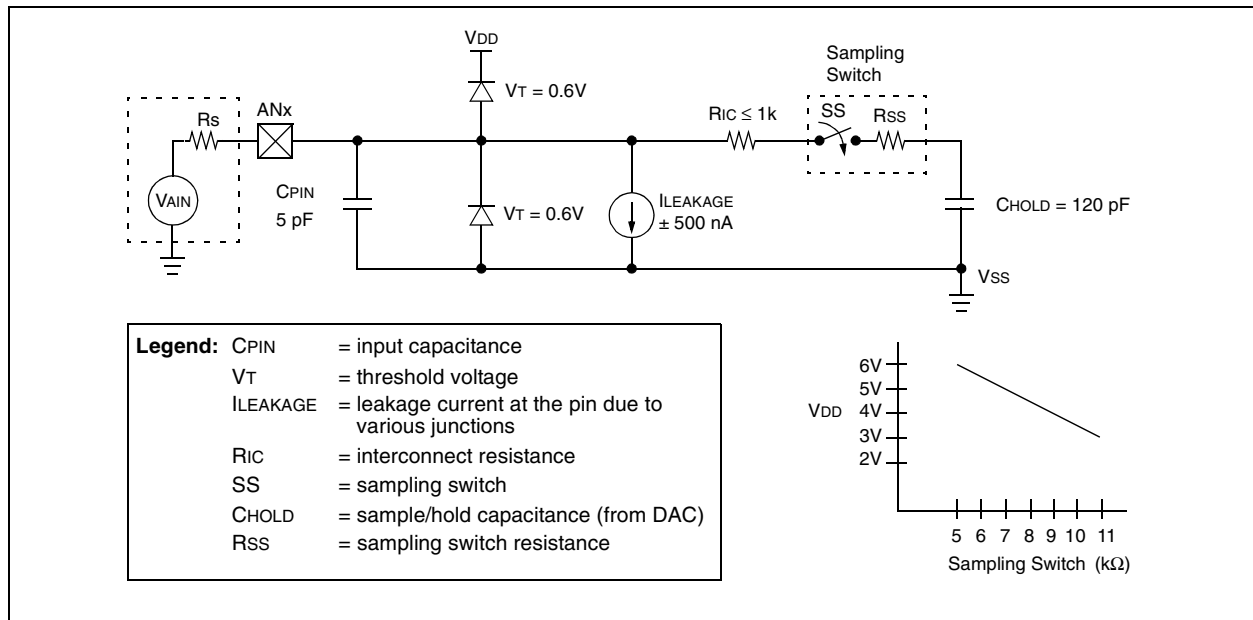 VDD
Sampling
Switch
VT = 0.6V
ANx
Rs
RIC ≤ 1k
SS
RSS
CPIN
5 pF
VAIN
VT = 0.6V
ILEAKAGE
± 500 nA
CHOLD = 120 pF
VSS
Legend: CPIN = input capacitance
VT = threshold voltage
ILEAKAGE = leakage current at the pin due to
various junctions
RIC = interconnect resistance
SS = sampling switch
CHOLD = sample/hold capacitance (from DAC)
RSS = sampling switch resistance
6V
5V
VDD
4V
3V
2V
5 6 7 8 9 10 11
Sampling Switch (kΩ)